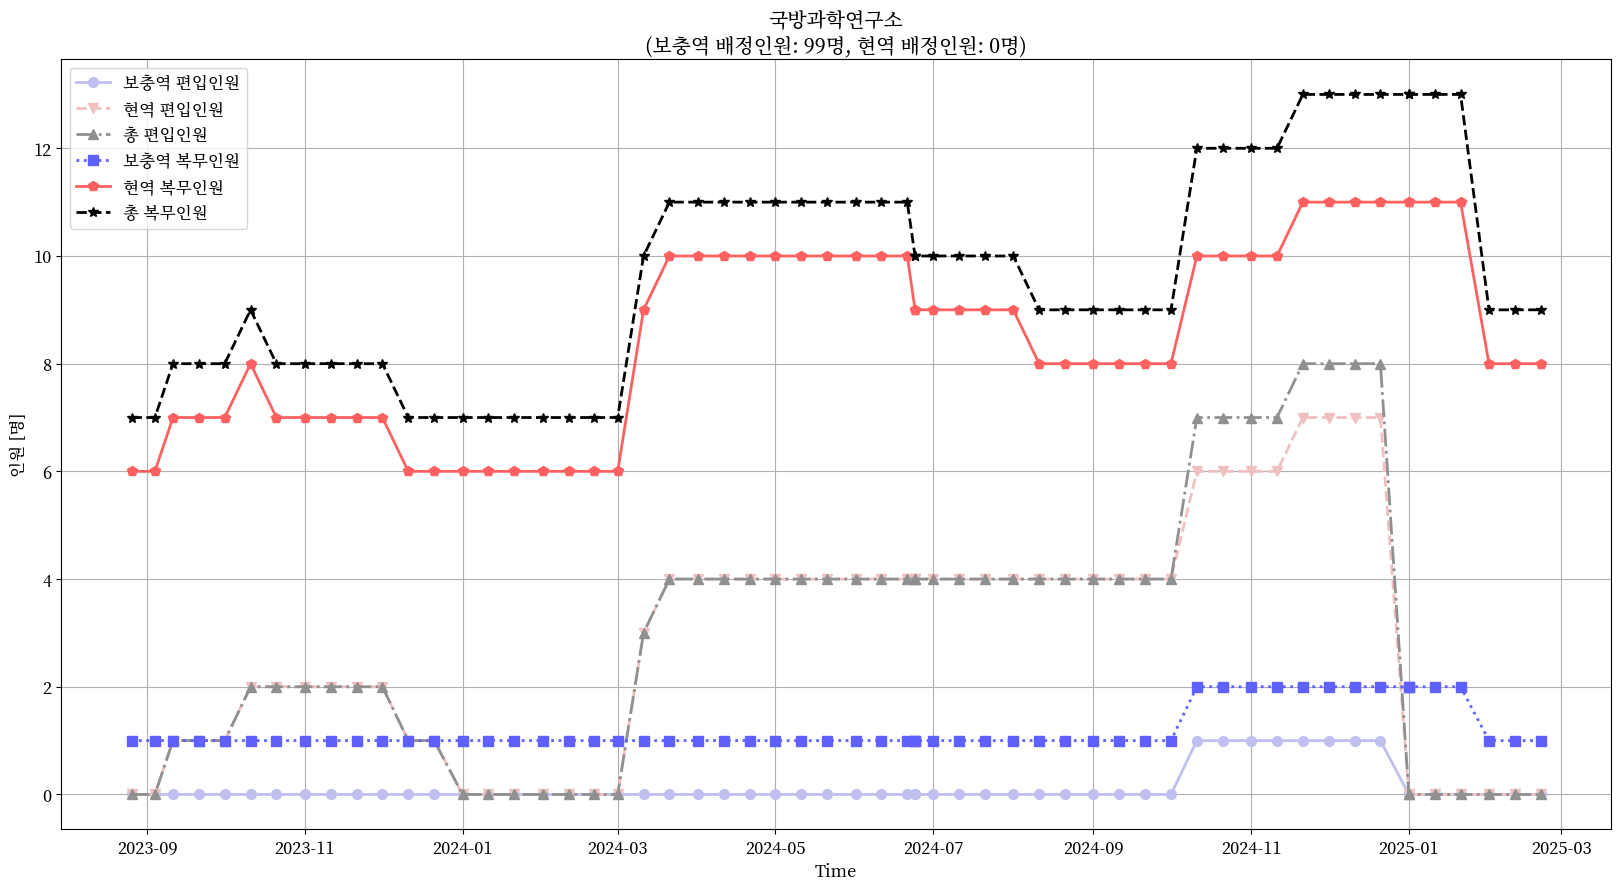 국방과학연구소
(보충역 배정인원: 99명, 현역 배정인원: 0명)
보충역 편입인원
현역 편입인원
총 편입인원
보충역 복무인원
현역 복무인원
총 복무인원
인원 [명]
12
10
8
6
4
2
0
2023-09
2023-11
2024-01
2024-03
2024-05
2024-07
2024-09
2024-11
2025-01
2025-03
Time